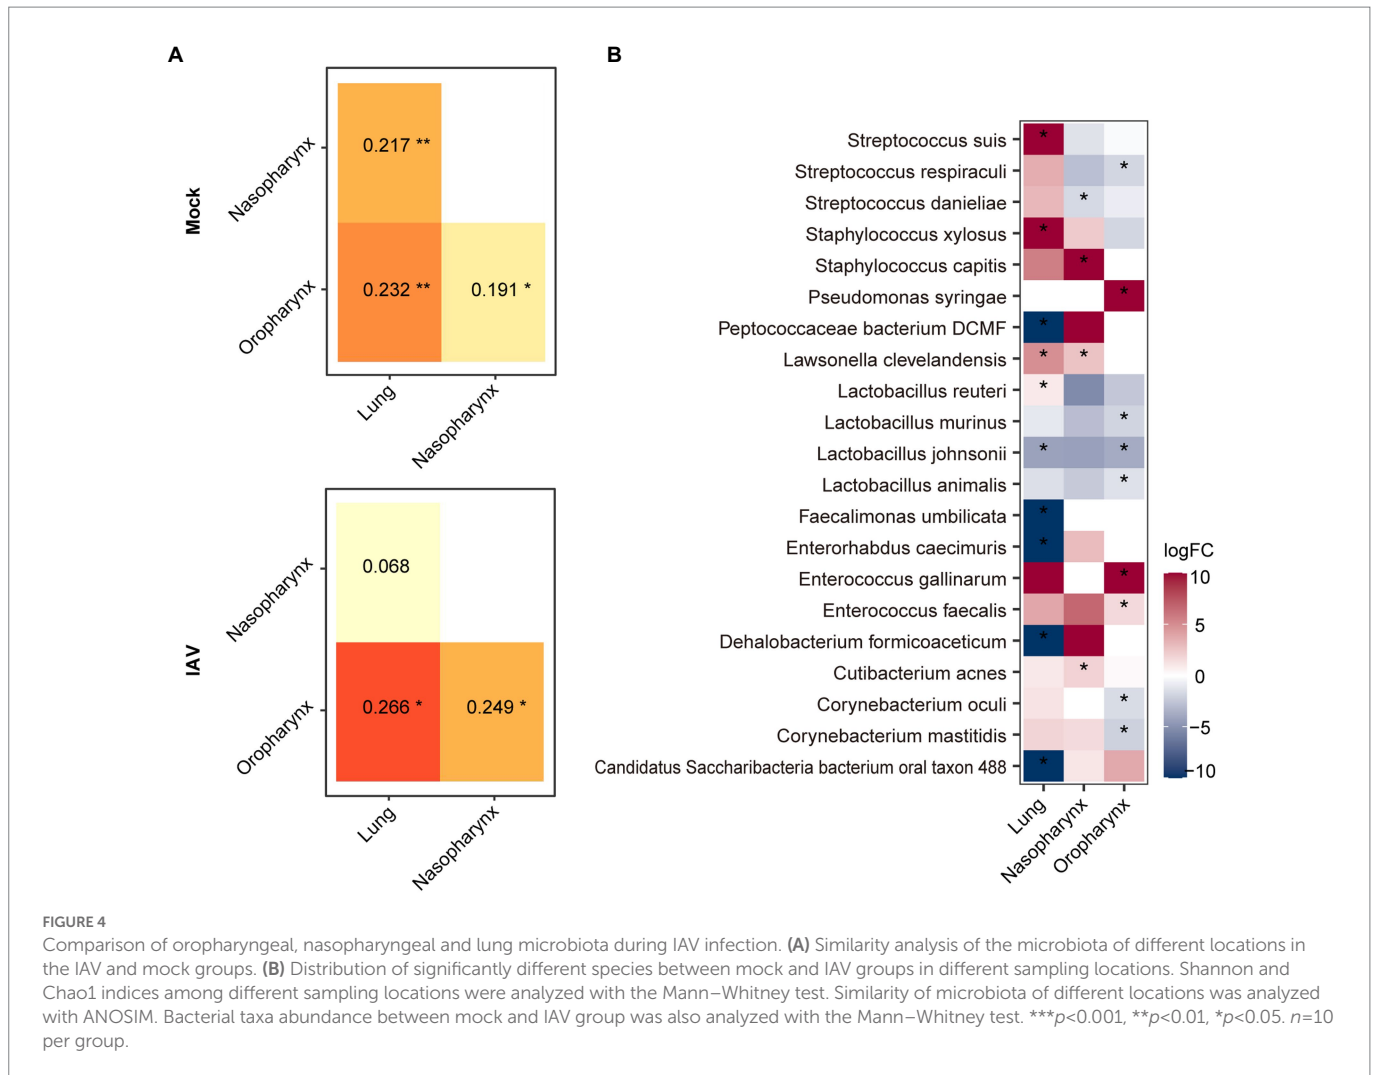 A
Mock
Nasopharynx
0.217 **
Oropharynx
0.232 **
0.191 *
Lung
Nasopharynx
IAV
Nasopharynx
0.068
Oropharynx
0.266 *
0.249 *
Lung
Nasopharynx
B
Streptococcus suis *
Streptococcus respiraculi *
Streptococcus danieliae *
Staphylococcus xylosus *
Staphylococcus capitis *
Pseudomonas syringae *
Peptococcaceae bacterium DCMF *
Lawsonella clevelandensis * *
Lactobacillus reuteri *
Lactobacillus murinus *
Lactobacillus johnsonii * *
Lactobacillus animalis *
Faecalimonas umbilicata *
Enterorhabdus caecimuris *
Enterococcus gallinarum *
Enterococcus faecalis *
Dehalobacterium formicoaceticum *
Cutibacterium acnes *
Corynebacterium oculi *
Corynebacterium mastitidis *
Candidatus Saccharibacteria bacterium oral taxon 488 *
Lung
Nasopharynx
Oropharynx
logFC
10
5
0
−5
−10
FIGURE 4
Comparison of oropharyngeal, nasopharyngeal and lung microbiota during IAV infection. (A) Similarity analysis of the microbiota of different locations in
the IAV and mock groups. (B) Distribution of significantly different species between mock and IAV groups in different sampling locations. Shannon and
Chao1 indices among different sampling locations were analyzed with the Mann–Whitney test. Similarity of microbiota of different locations was analyzed
with ANOSIM. Bacterial taxa abundance between mock and IAV group was also analyzed with the Mann–Whitney test. ***p<0.001, **p<0.01, *p<0.05. n=10
per group.